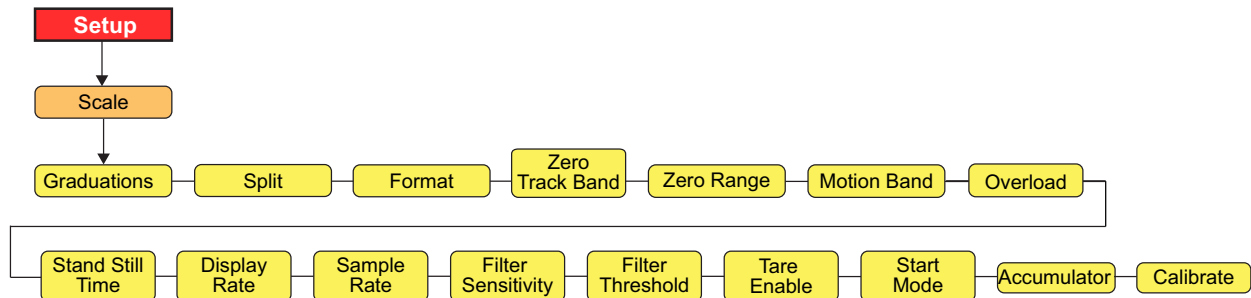 Setup
Scale
Graduations
Split
Format
Zero
Track Band
Zero Range
Motion Band
Overload
Stand Still
Time
Display
Rate
Sample
Rate
Filter
Sensitivity
Filter
Threshold
Tare
Enable
Start
Mode
Accumulator
Calibrate